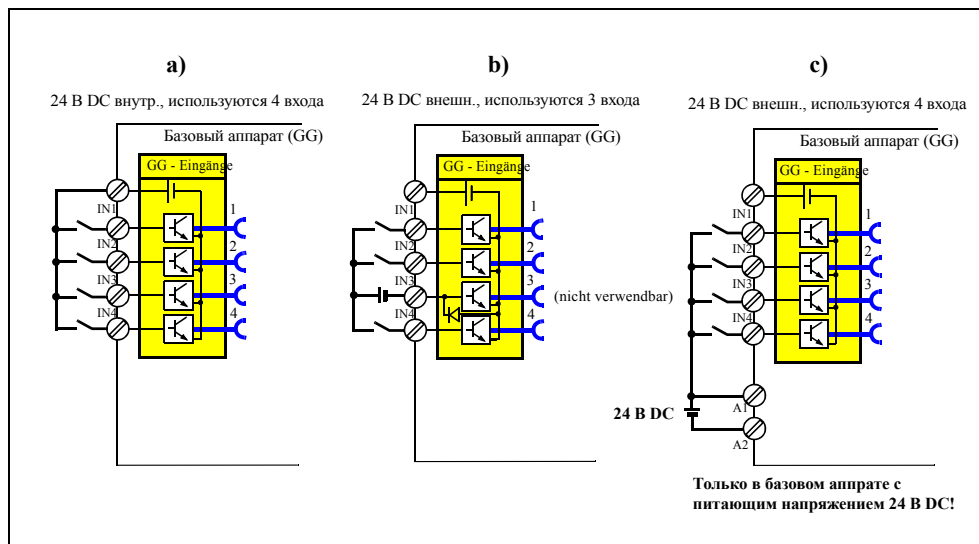 a)
24 В DC внутр., используются 4 входа
Базовый аппарат (GG)
GG - Eingänge
IN1
1
IN2
2
IN3
3
IN4
4
b)
24 В DC внешн., используются 3 входа
Базовый аппарат (GG)
GG - Eingänge
IN1
1
IN2
2
IN3
3
(nicht verwendbar)
IN4
4
c)
24 В DC внешн., используются 4 входа
Базовый аппарат (GG)
GG - Eingänge
IN1
1
IN2
2
IN3
3
IN4
4
24 В DC
A1
A2
Только в базовом аппрате с
питающим напряжением 24 В DC!